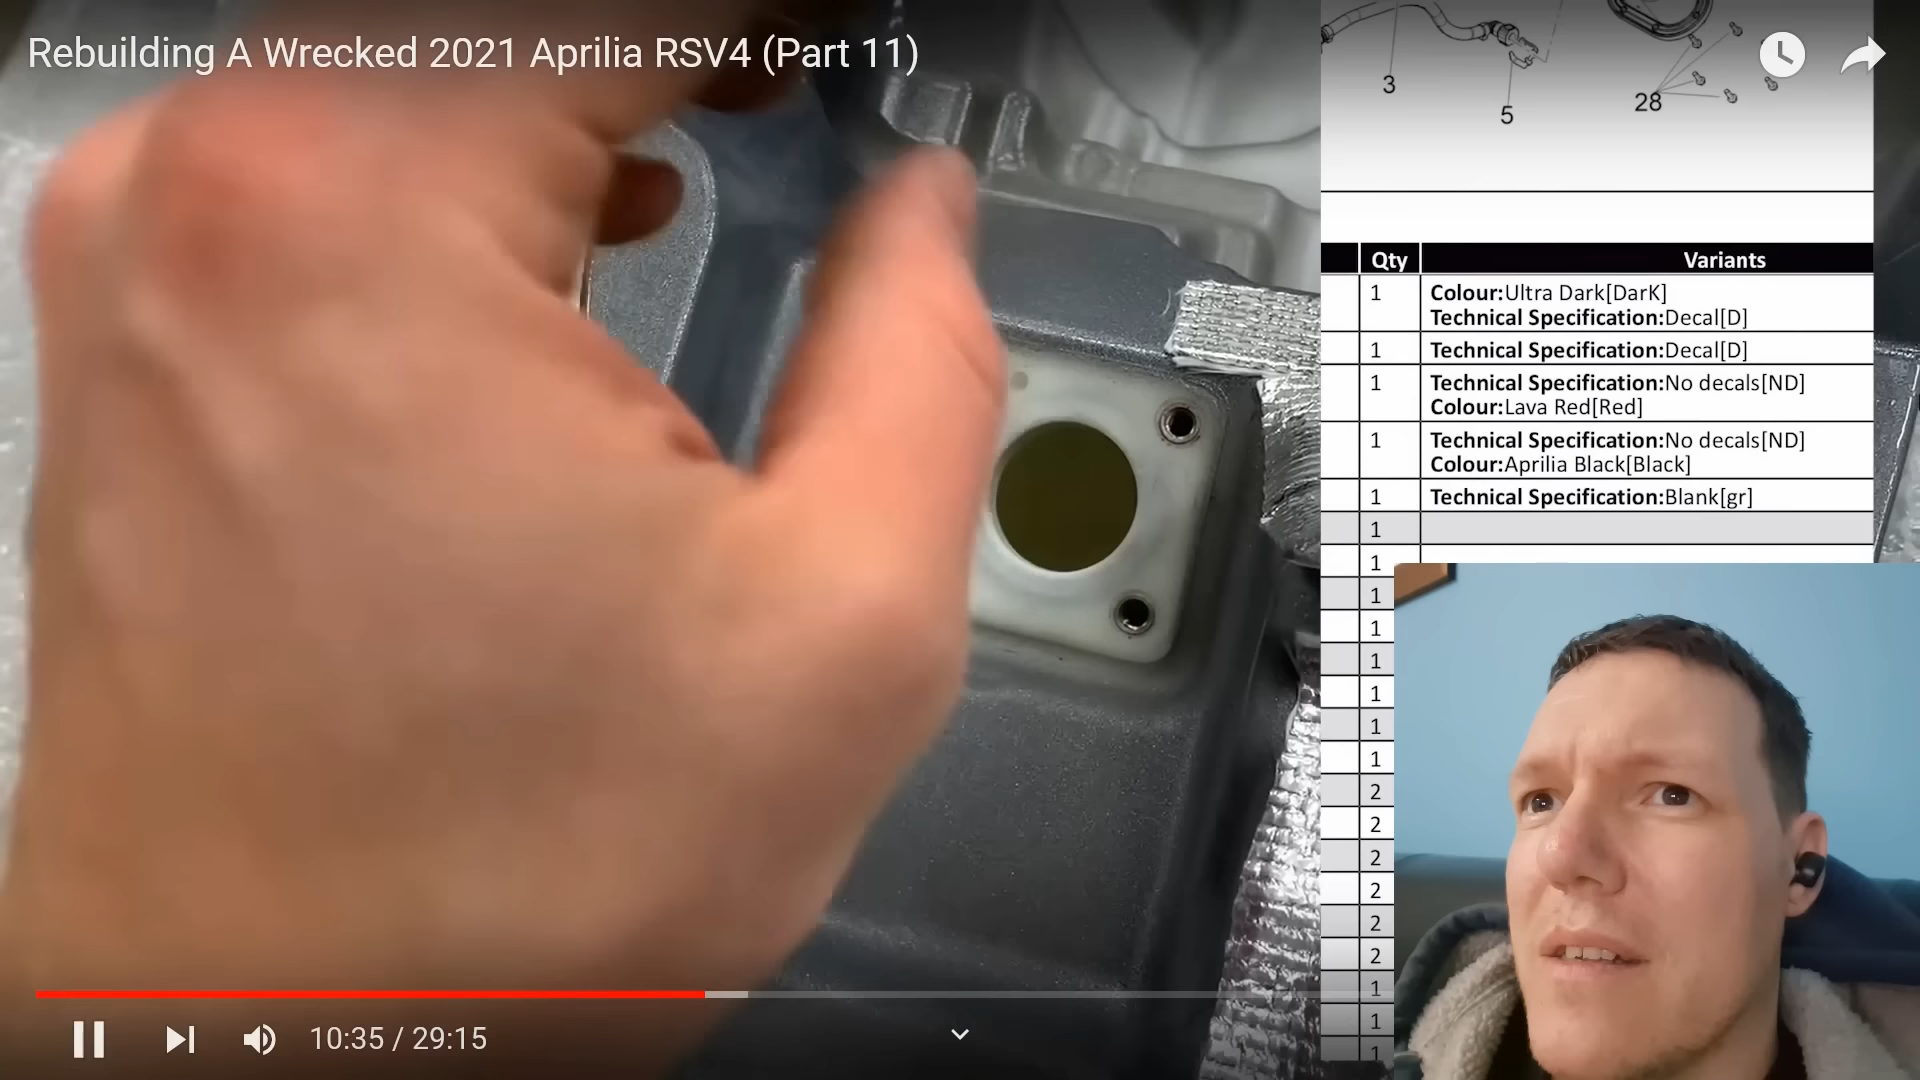 Rebuilding A Wrecked 2021 Aprilia RSV4 (Part 11)
3
5
28
Qty
Variants
1
Colour:Ultra Dark[DarK]
Technical Specification:Decal[D]
1
Technical Specification:Decal[D]
1
Technical Specification:No decals[ND]
Colour:Lava Red[Red]
1
Technical Specification:No decals[ND]
Colour:Aprilia Black[Black]
1
Technical Specification:Blank[gr]
1
1
1
1
1
1
1
1
2
2
2
2
2
2
1
1
1
10:35 / 29:15